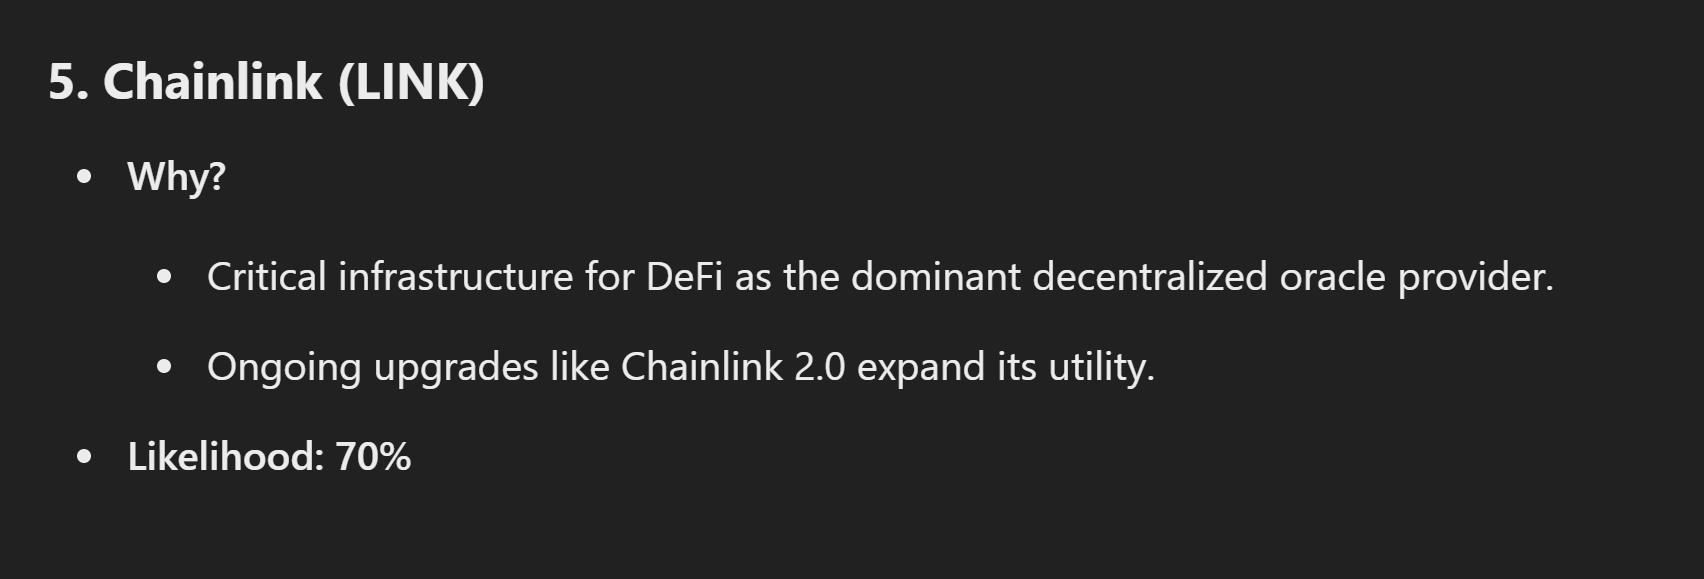 5. Chainlink (LINK)
• Why?
• Critical infrastructure for DeFi as the dominant decentralized oracle provider.
• Ongoing upgrades like Chainlink 2.0 expand its utility.
• Likelihood: 70%